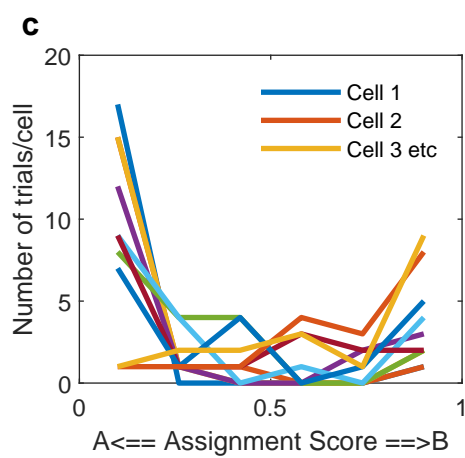 c
20
15
10
5
0
Number of trials/cell
Cell 1
Cell 2
Cell 3 etc
0 0.5 1
A<== Assignment Score ==>B